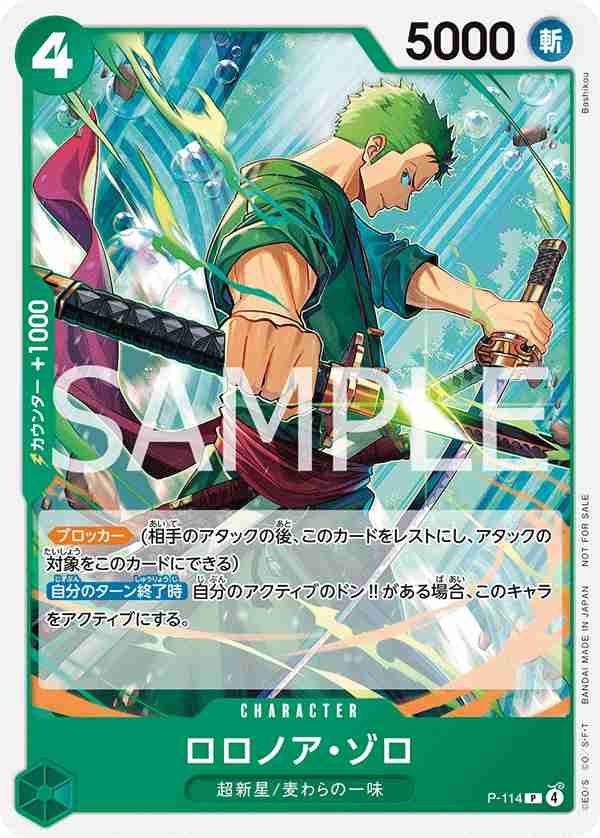 4
5000 斬
Boshikou
⚡カウンター +1000
SAMPLE
ブロッカー (相手のアタックの後、このカードをレストにし、アタックの
対象をこのカードにできる)
自分のターン終了時 自分のアクティブのドン!!がある場合、このキャラ
をアクティブにする。
CHARACTER
ロロノア・ゾロ
超新星/麦わらの一味
P-114 P 4
©E.O/S ©O/S・F・T BANDAI MADE IN JAPAN NOT FOR SALE